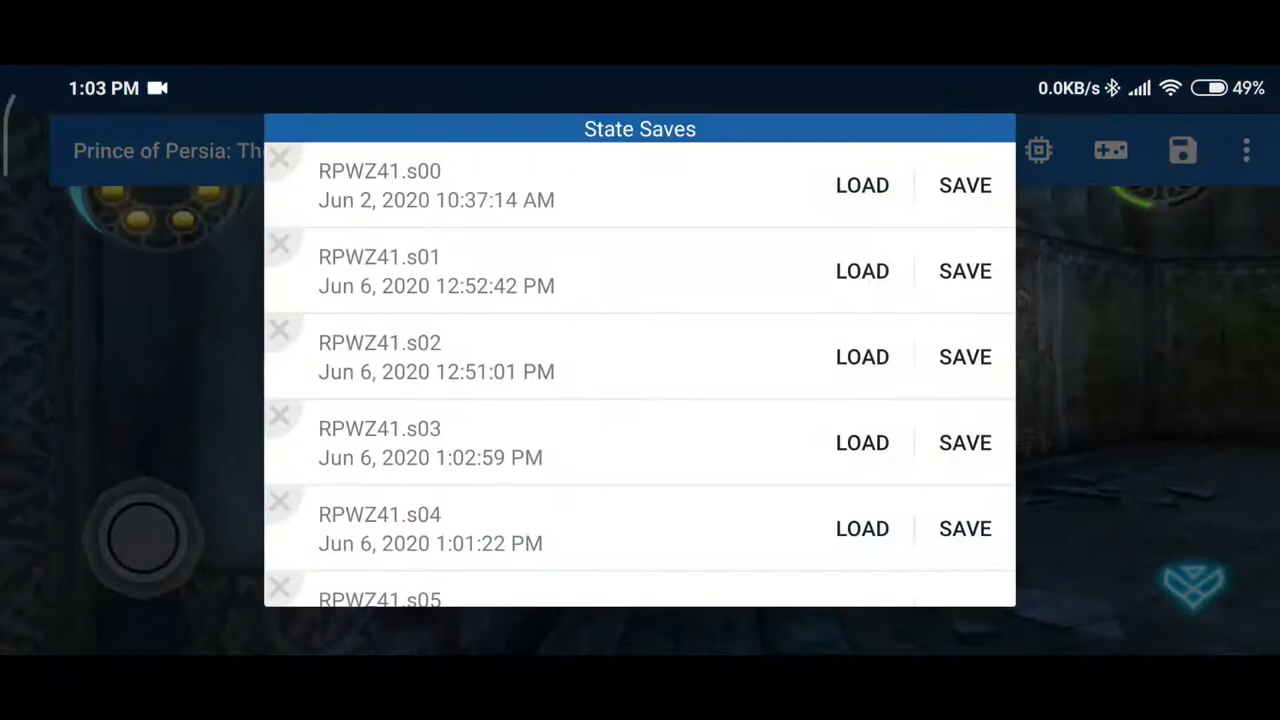 1:03 PM
0.0KB/s 49%
State Saves
Prince of Persia: Th
RPWZ41.s00
Jun 2, 2020 10:37:14 AM
LOAD SAVE
RPWZ41.s01
Jun 6, 2020 12:52:42 PM
LOAD SAVE
RPWZ41.s02
Jun 6, 2020 12:51:01 PM
LOAD SAVE
RPWZ41.s03
Jun 6, 2020 1:02:59 PM
LOAD SAVE
RPWZ41.s04
Jun 6, 2020 1:01:22 PM
LOAD SAVE
RPWZ41.s05